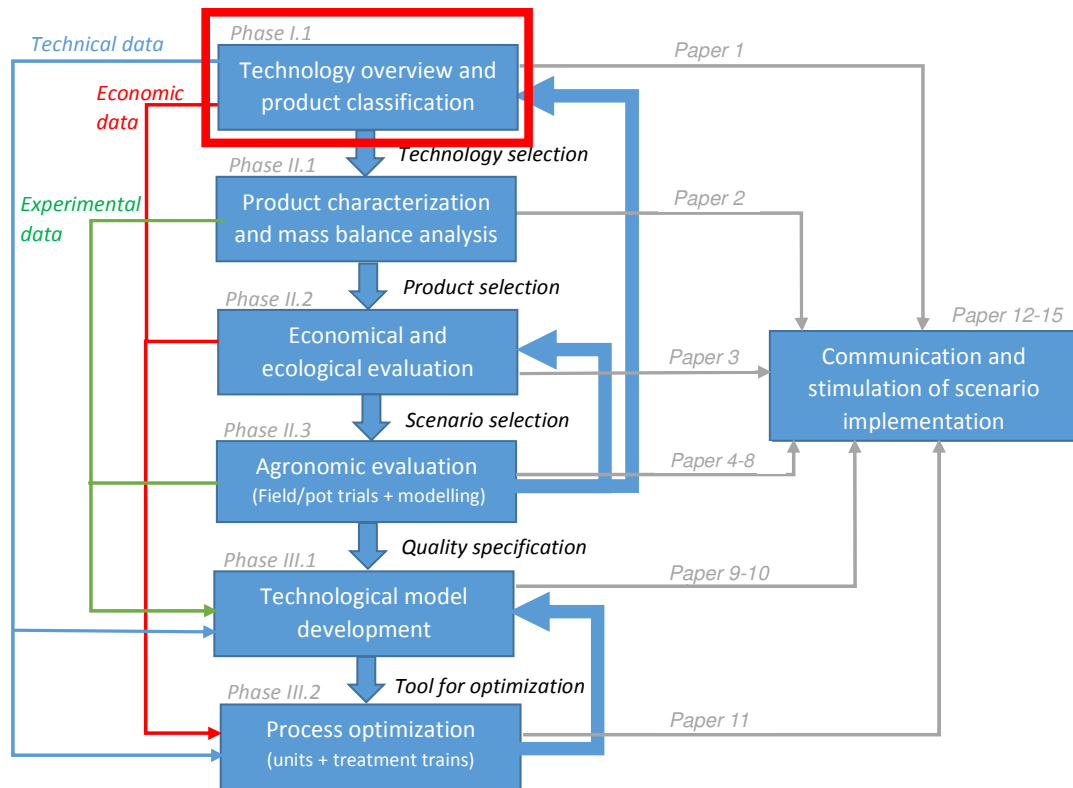 Phase I.1
Technical data
Technology overview and
product classification
Paper 1
Economic
data
Technology selection
Phase II.1
Product characterization
and mass balance analysis
Paper 2
Experimental
data
Product selection
Phase II.2
Economical and
ecological evaluation
Paper 3
Paper 12-15
Communication and
stimulation of scenario
implementation
Scenario selection
Phase II.3
Agronomic evaluation
(Field/pot trials + modelling)
Paper 4-8
Quality specification
Phase III.1
Technological model
development
Paper 9-10
Tool for optimization
Phase III.2
Process optimization
(units + treatment trains)
Paper 11